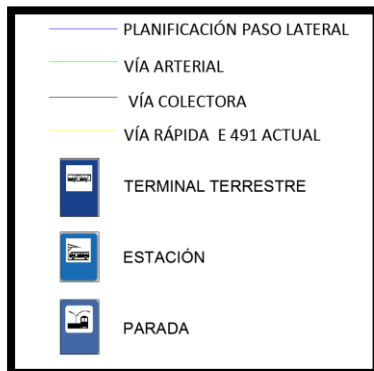 PLANIFICACIÓN PASO LATERAL
VÍA ARTERIAL
VÍA COLECTORA
VÍA RÁPIDA E 491 ACTUAL
TERMINAL TERRESTRE
ESTACIÓN
PARADA